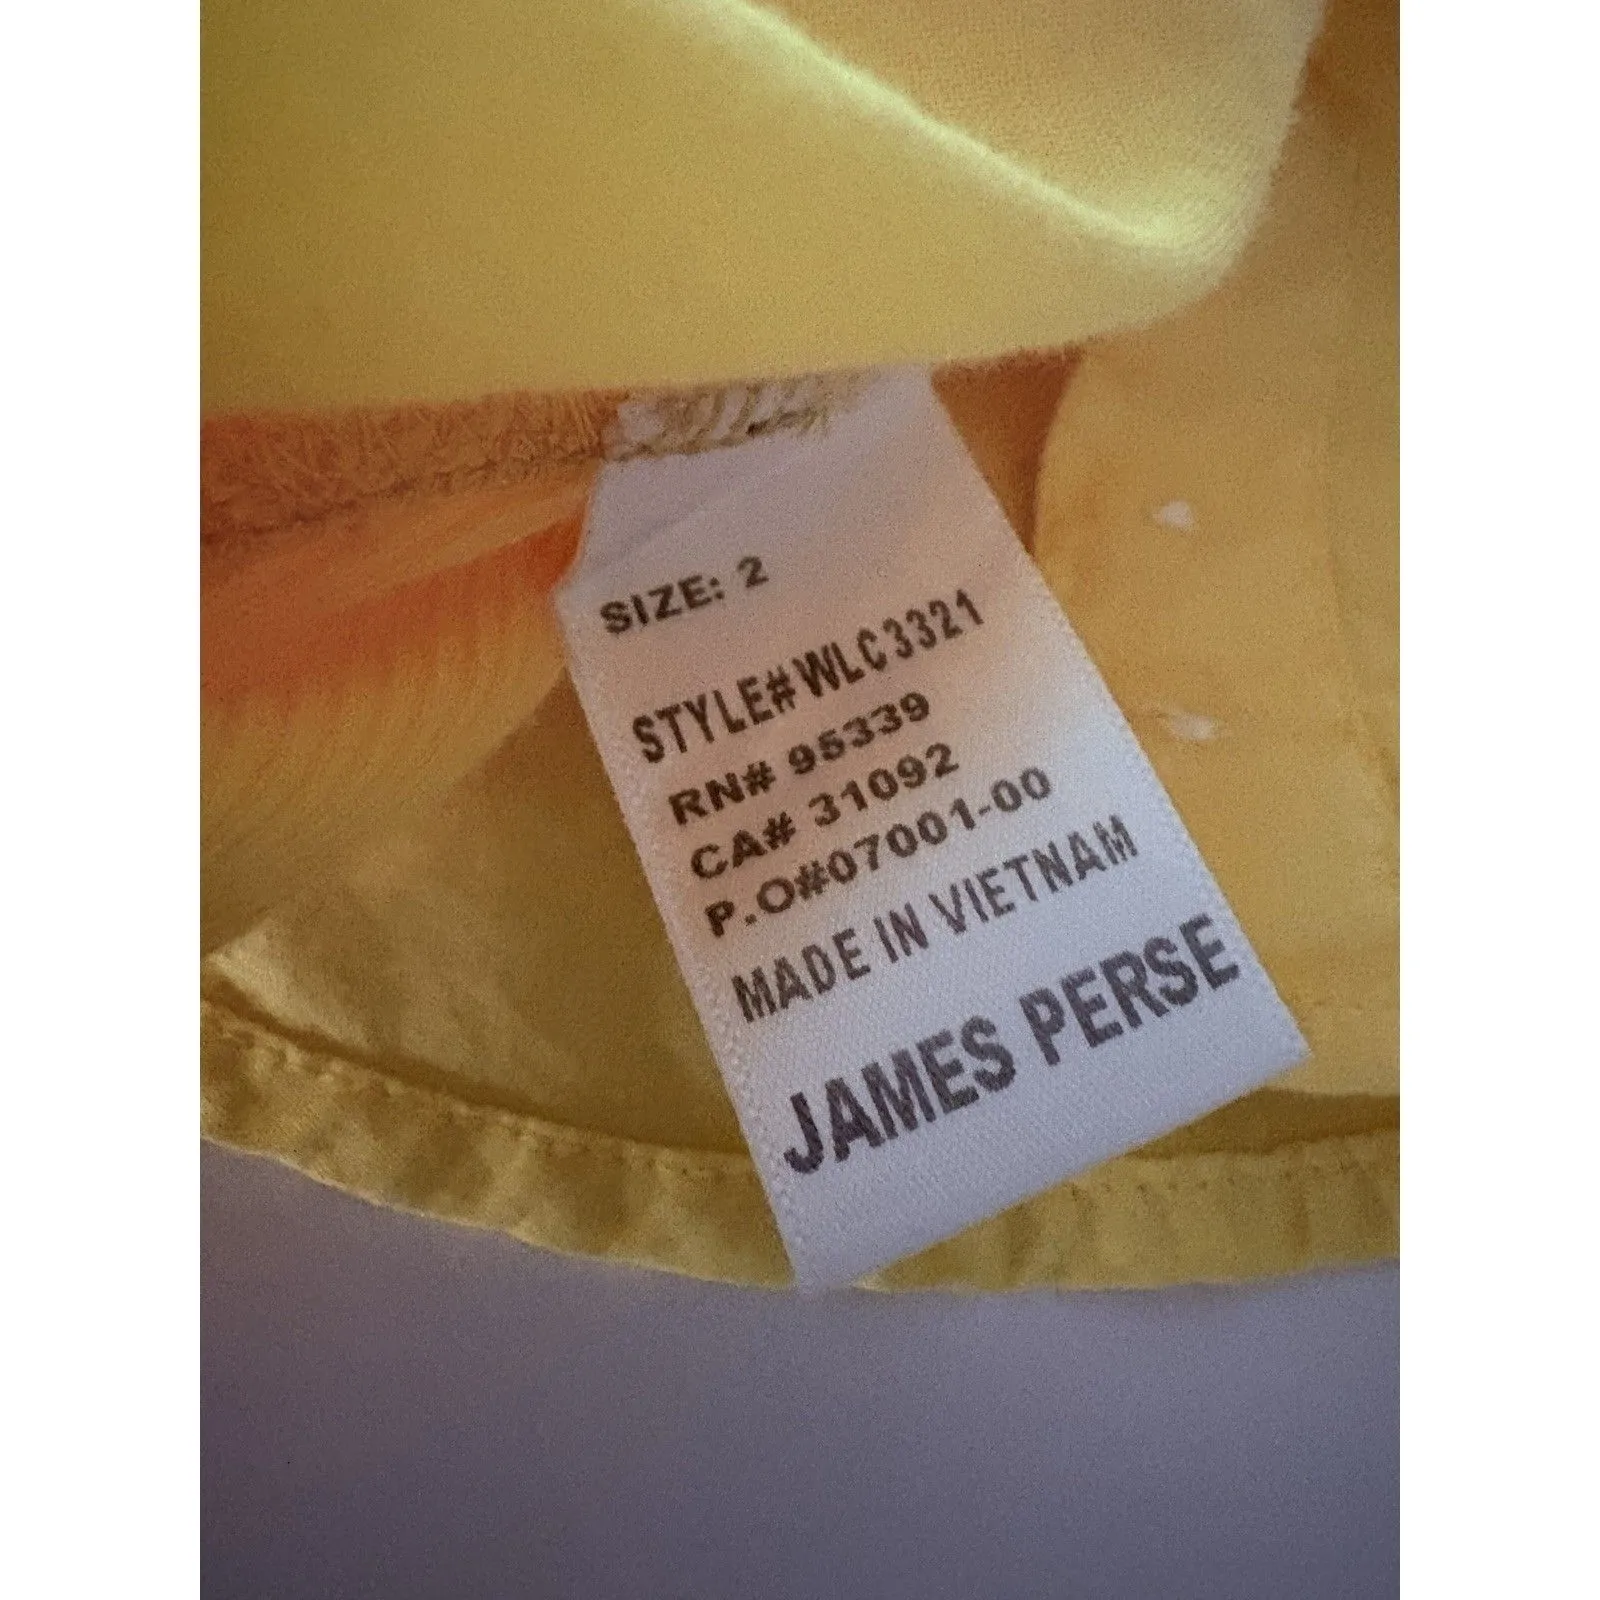 SIZE: 2
STYLE# WLC3321
RN# 95339
CA# 31092
P.O#07001-00
MADE IN VIETNAM
JAMES PERSE